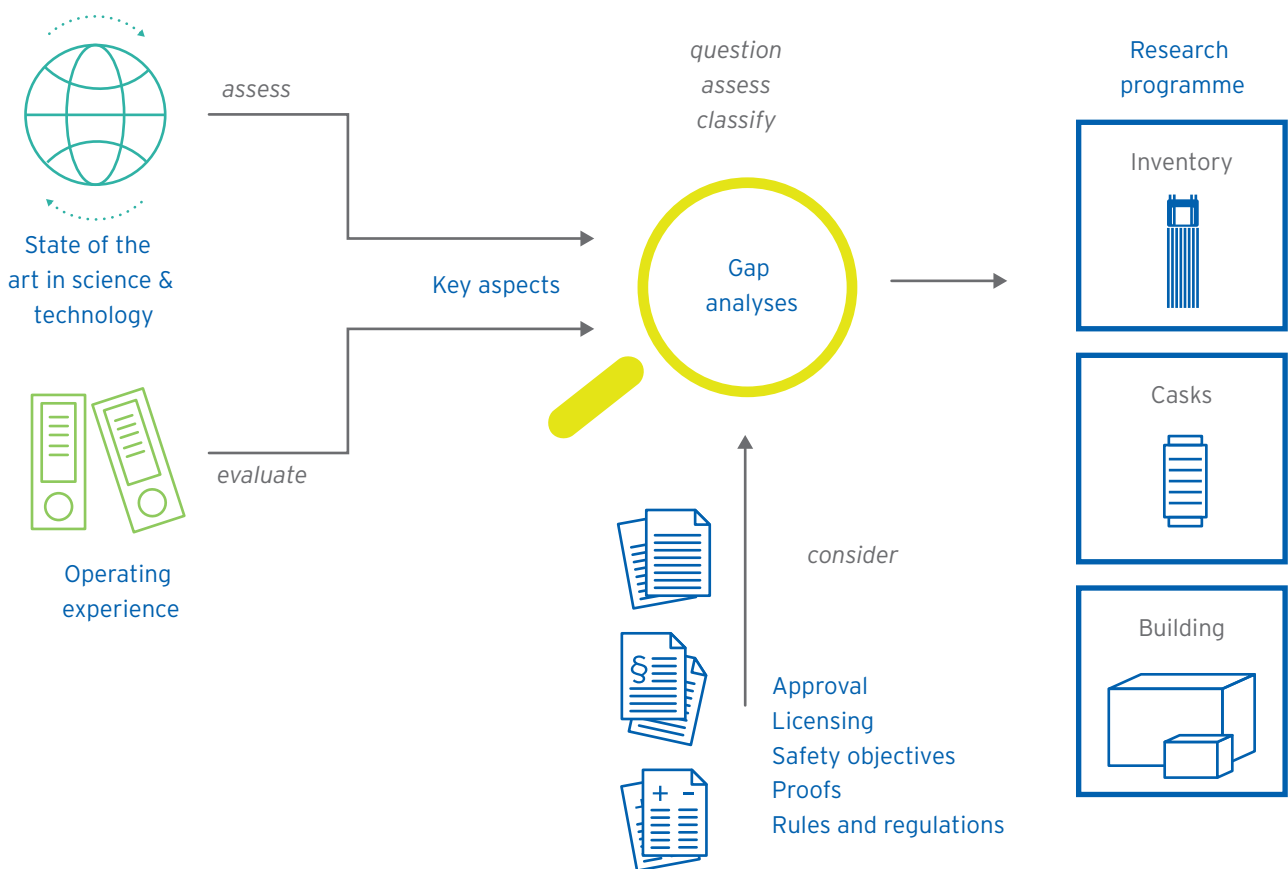 assess
State of the
art in science &
technology
evaluate
Operating
experience
Key aspects
question
assess
classify
Gap
analyses
consider
§
+ -
Approval
Licensing
Safety objectives
Proofs
Rules and regulations
Research
programme
Inventory
Casks
Building